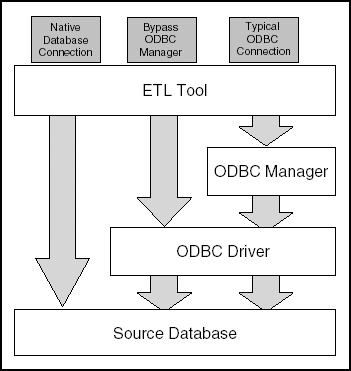 Native
Database
Connection
Bypass
ODBC
Manager
Typical
ODBC
Connection
ETL Tool
ODBC Manager
ODBC Driver
Source Database